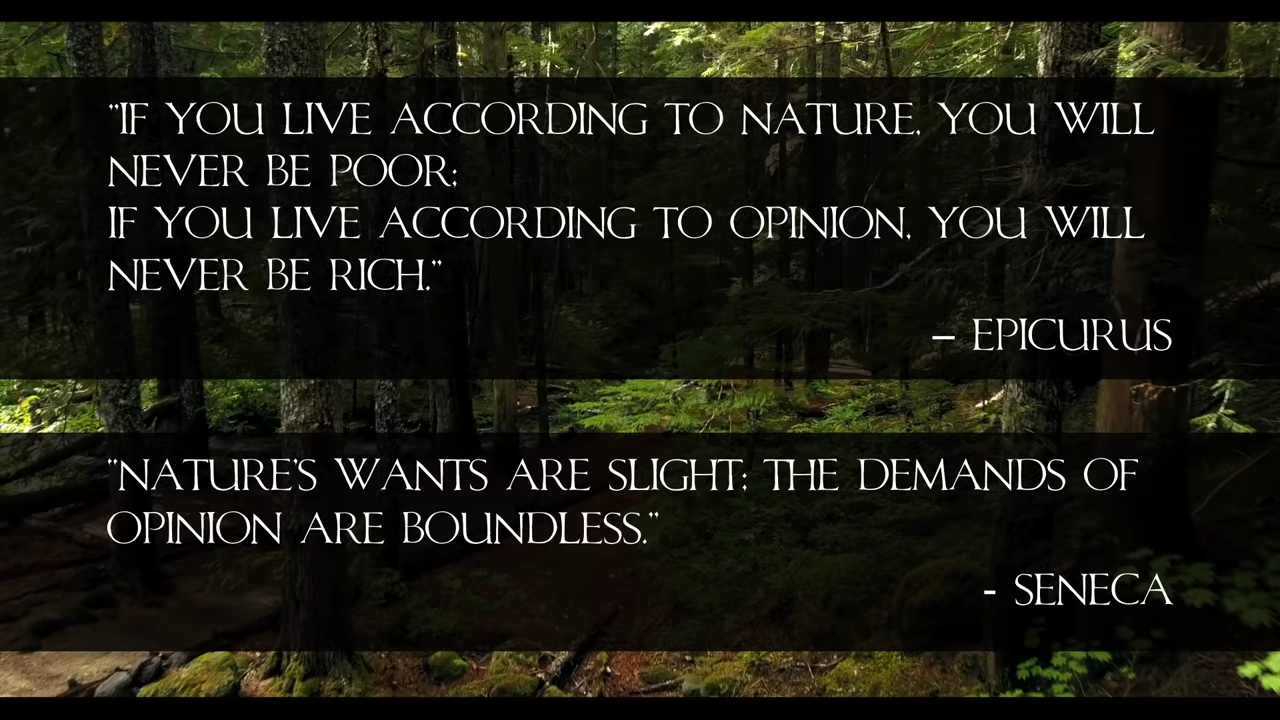 "IF YOU LIVE ACCORDING TO NATURE, YOU WILL
NEVER BE POOR;
IF YOU LIVE ACCORDING TO OPINION, YOU WILL
NEVER BE RICH."
– EPICURUS
"NATURE'S WANTS ARE SLIGHT; THE DEMANDS OF
OPINION ARE BOUNDLESS."
- SENECA